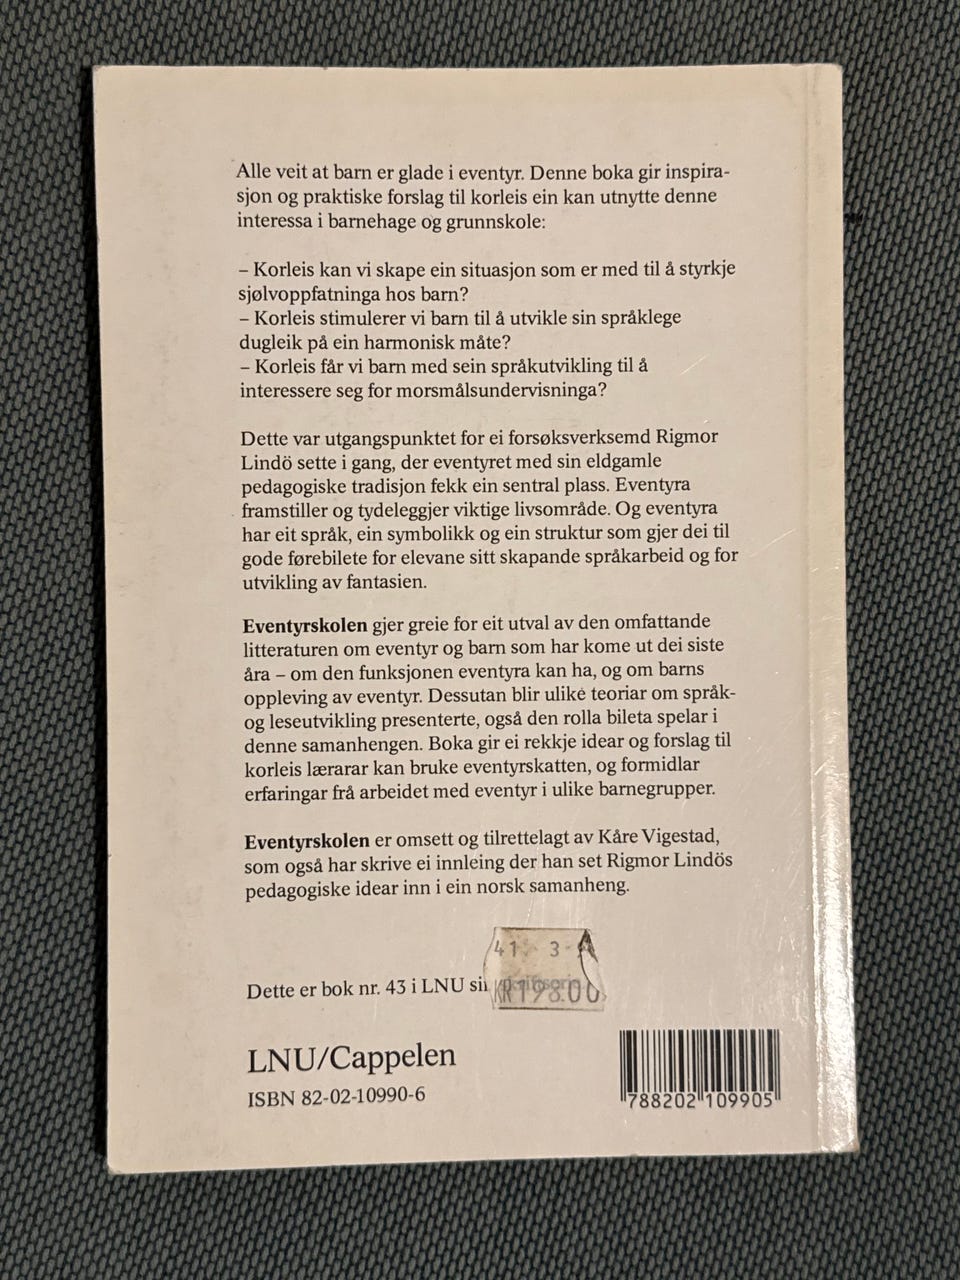 Alle veit at barn er glade i eventyr. Denne boka gir inspira-
sjon og praktiske forslag til korleis ein kan utnytte denne
interessa i barnehage og grunnskole:
– Korleis kan vi skape ein situasjon som er med til å styrkje
sjølvoppfatninga hos barn?
– Korleis stimulerer vi barn til å utvikle sin språklege
dugleik på ein harmonisk måte?
– Korleis får vi barn med sein språkutvikling til å
interessere seg for morsmålsundervisninga?
Dette var utgangspunktet for ei forsøksverksemd Rigmor
Lindö sette i gang, der eventyret med sin eldgamle
pedagogiske tradisjon fekk ein sentral plass. Eventyra
framstiller og tydeleggjer viktige livsområde. Og eventyra
har eit språk, ein symbolikk og ein struktur som gjer dei til
gode førebilete for elevane sitt skapande språkarbeid og for
utvikling av fantasien.
Eventyrskolen gjer greie for eit utval av den omfattande
litteraturen om eventyr og barn som har kome ut dei siste
åra – om den funksjonen eventyra kan ha, og om barns
oppleving av eventyr. Dessutan blir ulike teoriar om språk-
og leseutvikling presenterte, også den rolla bileta spelar i
denne samanhengen. Boka gir ei rekkje idear og forslag til
korleis lærarar kan bruke eventyrskatten, og formidlar
erfaringar frå arbeidet med eventyr i ulike barnegrupper.
Eventyrskolen er omsett og tilrettelagt av Kåre Vigestad,
som også har skrive ei innleing der han set Rigmor Lindös
pedagogiske idear inn i ein norsk samanheng.
41 3
Dette er bok nr. 43 i LNU
KR 198.00
LNU/Cappelen
ISBN 82-02-10990-6
788202 109905